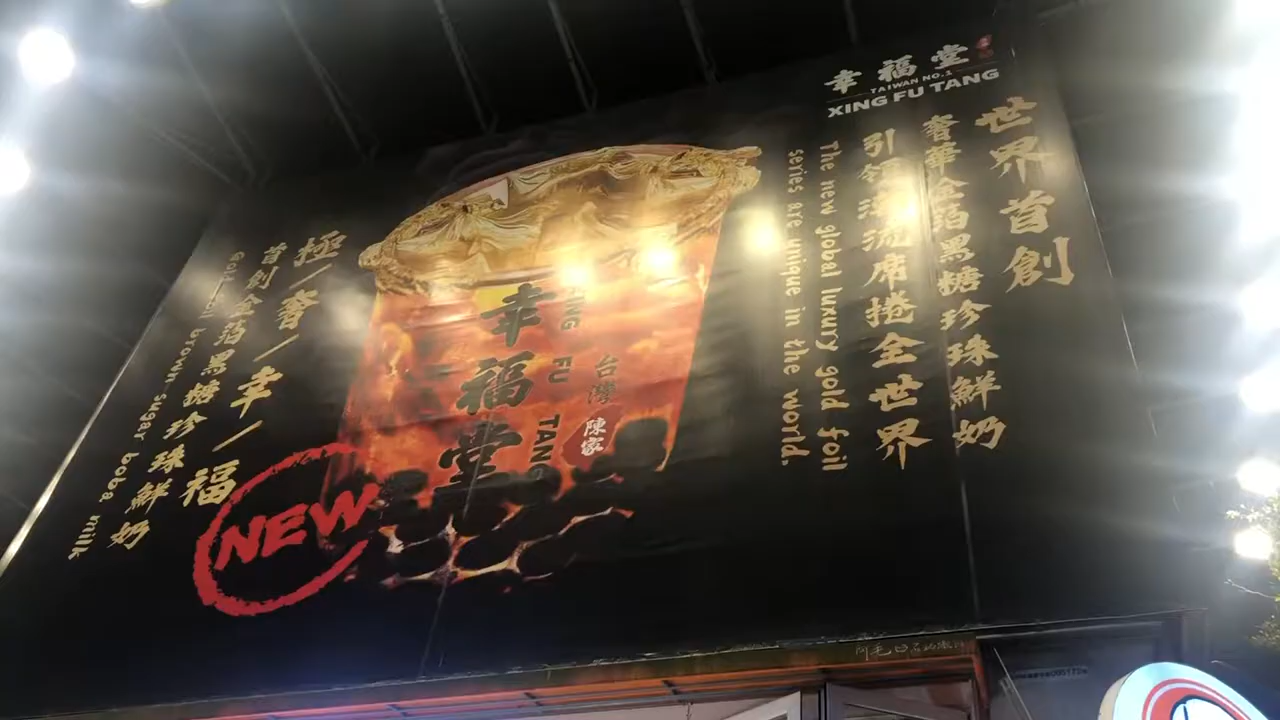 幸福堂
TAIWAN NO.1
XING FU TANG
世界首創
奢華金箔黑糖珍珠鮮奶
引領潮流席捲全世界
The new global luxury gold foil
series are unique in the world.
幸福堂
XING FU TANG
台灣
陳家
極/奢/幸/福
首創金箔黑糖珍珠鮮奶
Gold foil brown sugar boba milk
NEW